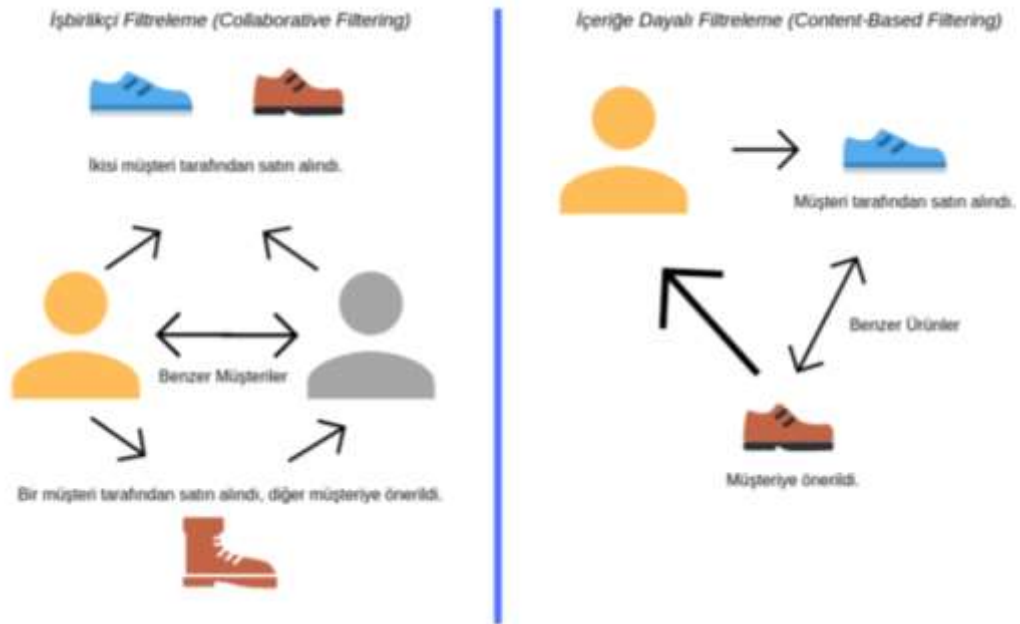 İşbirlikçi Filtreleme (Collaborative Filtering)
İkisi müşteri tarafından satın alındı.
Benzer Müşteriler
Bir müşteri tarafından satın alındı, diğer müşteriye önerildi.
İçeriğe Dayalı Filtreleme (Content-Based Filtering)
Müşteri tarafından satın alındı.
Benzer Ürünler
Müşteriye önerildi.